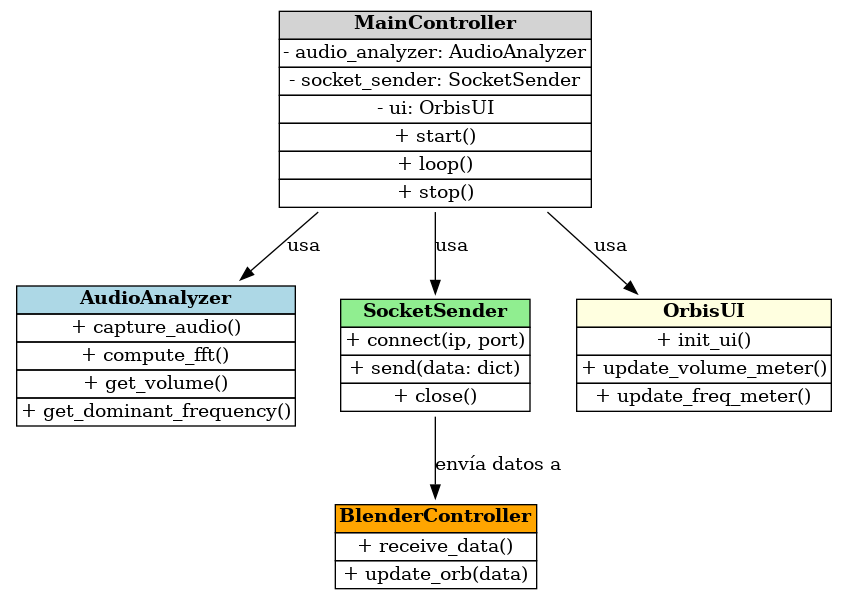 MainController
- audio_analyzer: AudioAnalyzer
- socket_sender: SocketSender
- ui: OrbisUI
+ start()
+ loop()
+ stop()
usa
usa
usa
AudioAnalyzer
+ capture_audio()
+ compute_fft()
+ get_volume()
+ get_dominant_frequency()
SocketSender
+ connect(ip, port)
+ send(data: dict)
+ close()
OrbisUI
+ init_ui()
+ update_volume_meter()
+ update_freq_meter()
envía datos a
BlenderController
+ receive_data()
+ update_orb(data)